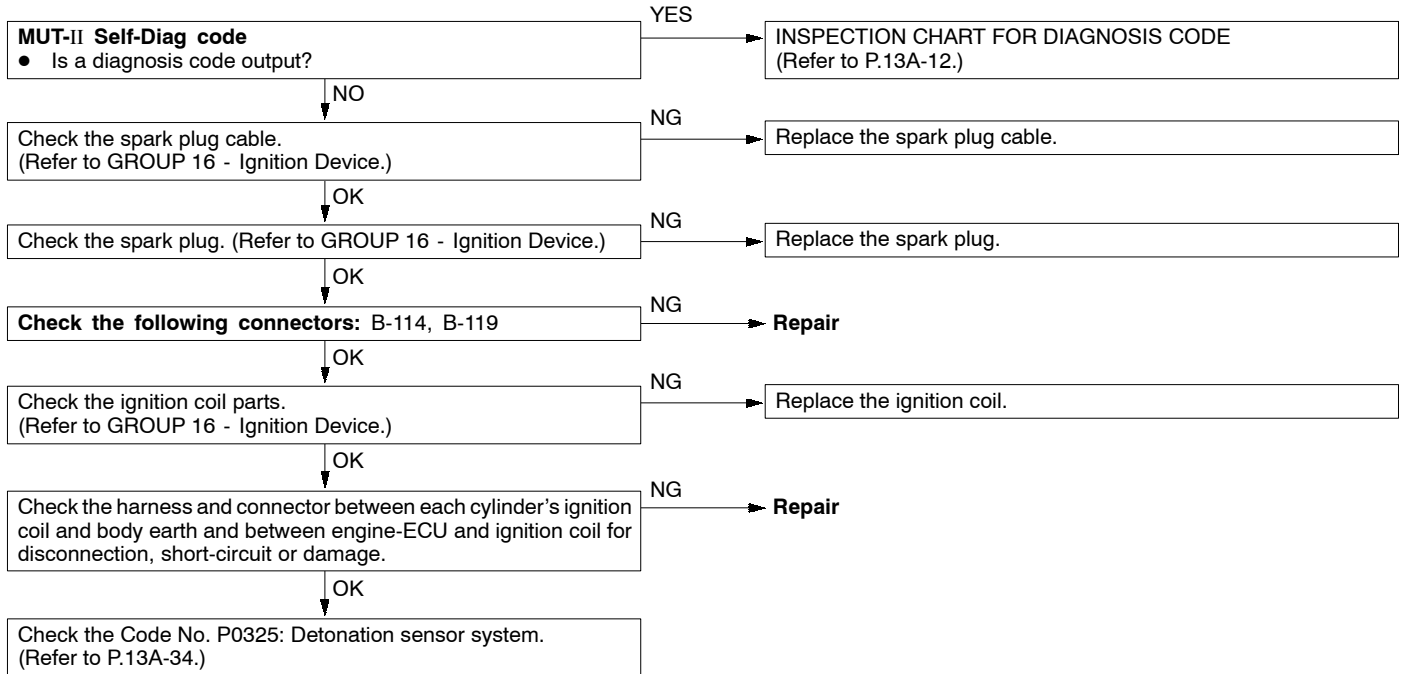 MUT-II Self-Diag code
● Is a diagnosis code output?
YES
INSPECTION CHART FOR DIAGNOSIS CODE
(Refer to P.13A-12.)
NO
Check the spark plug cable.
(Refer to GROUP 16 - Ignition Device.)
NG
Replace the spark plug cable.
OK
Check the spark plug. (Refer to GROUP 16 - Ignition Device.)
NG
Replace the spark plug.
OK
Check the following connectors: B-114, B-119
NG
Repair
OK
Check the ignition coil parts.
(Refer to GROUP 16 - Ignition Device.)
NG
Replace the ignition coil.
OK
Check the harness and connector between each cylinder's ignition
coil and body earth and between engine-ECU and ignition coil for
disconnection, short-circuit or damage.
NG
Repair
OK
Check the Code No. P0325: Detonation sensor system.
(Refer to P.13A-34.)